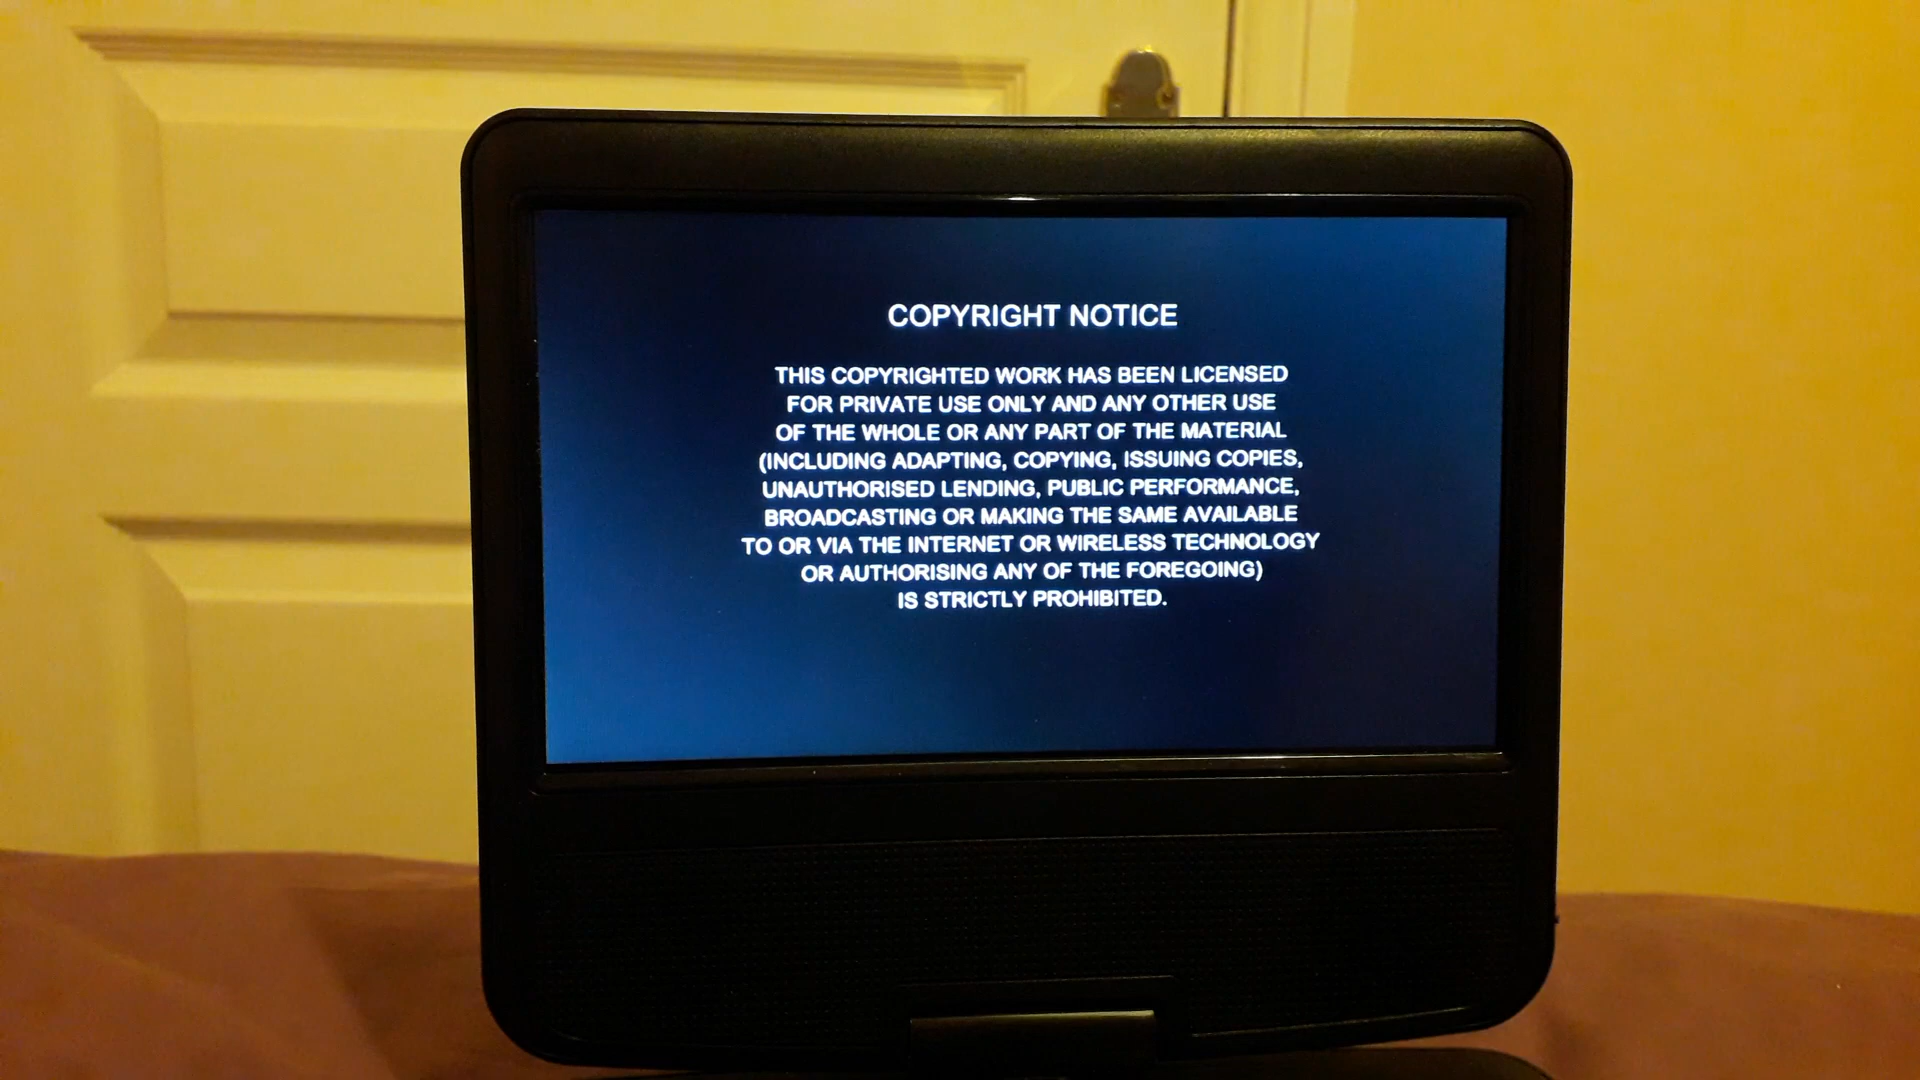 COPYRIGHT NOTICE
THIS COPYRIGHTED WORK HAS BEEN LICENSED
FOR PRIVATE USE ONLY AND ANY OTHER USE
OF THE WHOLE OR ANY PART OF THE MATERIAL
(INCLUDING ADAPTING, COPYING, ISSUING COPIES,
UNAUTHORISED LENDING, PUBLIC PERFORMANCE,
BROADCASTING OR MAKING THE SAME AVAILABLE
TO OR VIA THE INTERNET OR WIRELESS TECHNOLOGY
OR AUTHORISING ANY OF THE FOREGOING)
IS STRICTLY PROHIBITED.